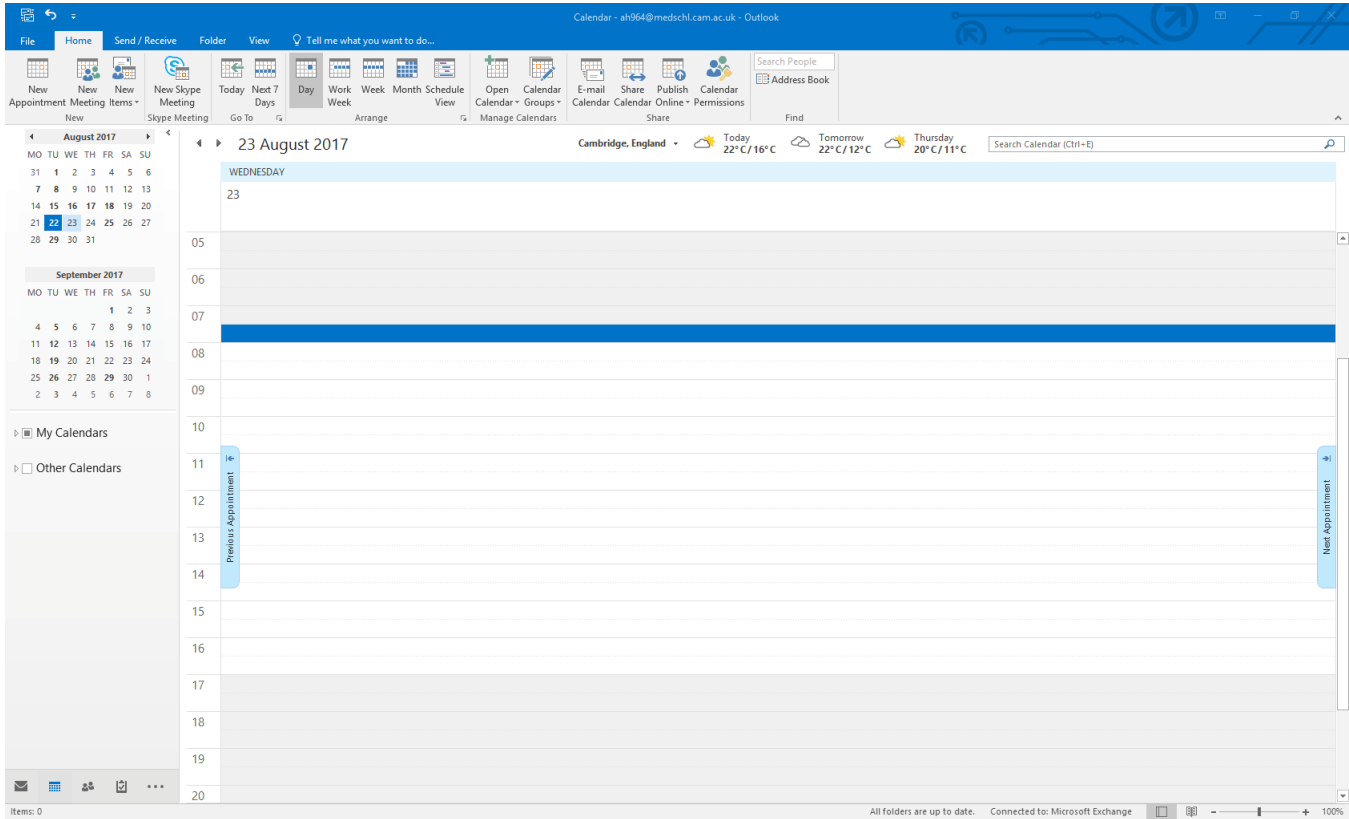 Calendar - ah964@medschl.cam.ac.uk - Outlook
File Home Send / Receive Folder View Tell me what you want to do...
New Appointment
New Meeting
New Items
New Skype Meeting
Today
Next 7 Days
Day
Work Week
Week
Month
Schedule View
Open Calendar
Calendar Groups
E-mail Calendar
Share Calendar
Publish Online
Calendar Permissions
Search People
Address Book
New
Skype Meeting
Go To
Arrange
Manage Calendars
Share
Find
August 2017
MO TU WE TH FR SA SU
31 1 2 3 4 5 6
7 8 9 10 11 12 13
14 15 16 17 18 19 20
21 22 23 24 25 26 27
28 29 30 31
September 2017
MO TU WE TH FR SA SU
1 2 3
4 5 6 7 8 9 10
11 12 13 14 15 16 17
18 19 20 21 22 23 24
25 26 27 28 29 30 1
2 3 4 5 6 7 8
My Calendars
Other Calendars
23 August 2017
Cambridge, England
Today
22°C/16°C
Tomorrow
22°C/12°C
Thursday
20°C/11°C
Search Calendar (Ctrl+E)
WEDNESDAY
23
05
06
07
08
09
10
11
12
13
14
15
16
17
18
19
20
Previous Appointment
Next Appointment
Items: 0
All folders are up to date. Connected to: Microsoft Exchange
100%